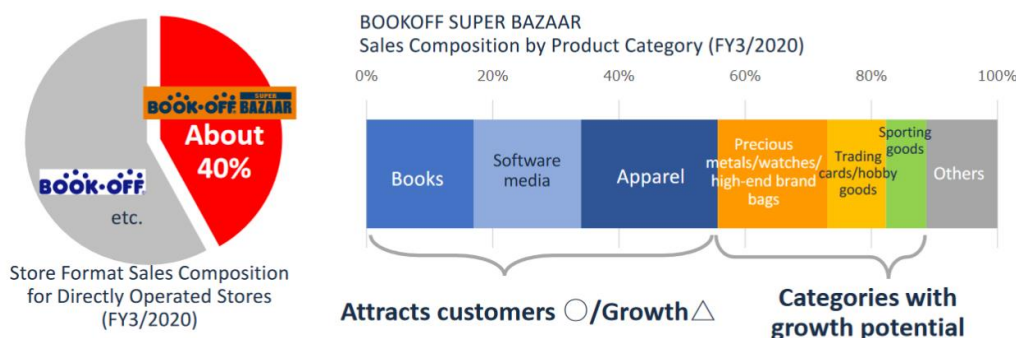 BOOK-OFF SUPER BAZAAR
About
40%
BOOK-OFF
etc.
Store Format Sales Composition
for Directly Operated Stores
(FY3/2020)
BOOKOFF SUPER BAZAAR
Sales Composition by Product Category (FY3/2020)
0% 20% 40% 60% 80% 100%
Books
Software
media
Apparel
Precious
metals/watches/
high-end brand
bags
Trading
cards/hobby
goods
Sporting
goods
Others
Attracts customers ○/Growth△
Categories with
growth potential